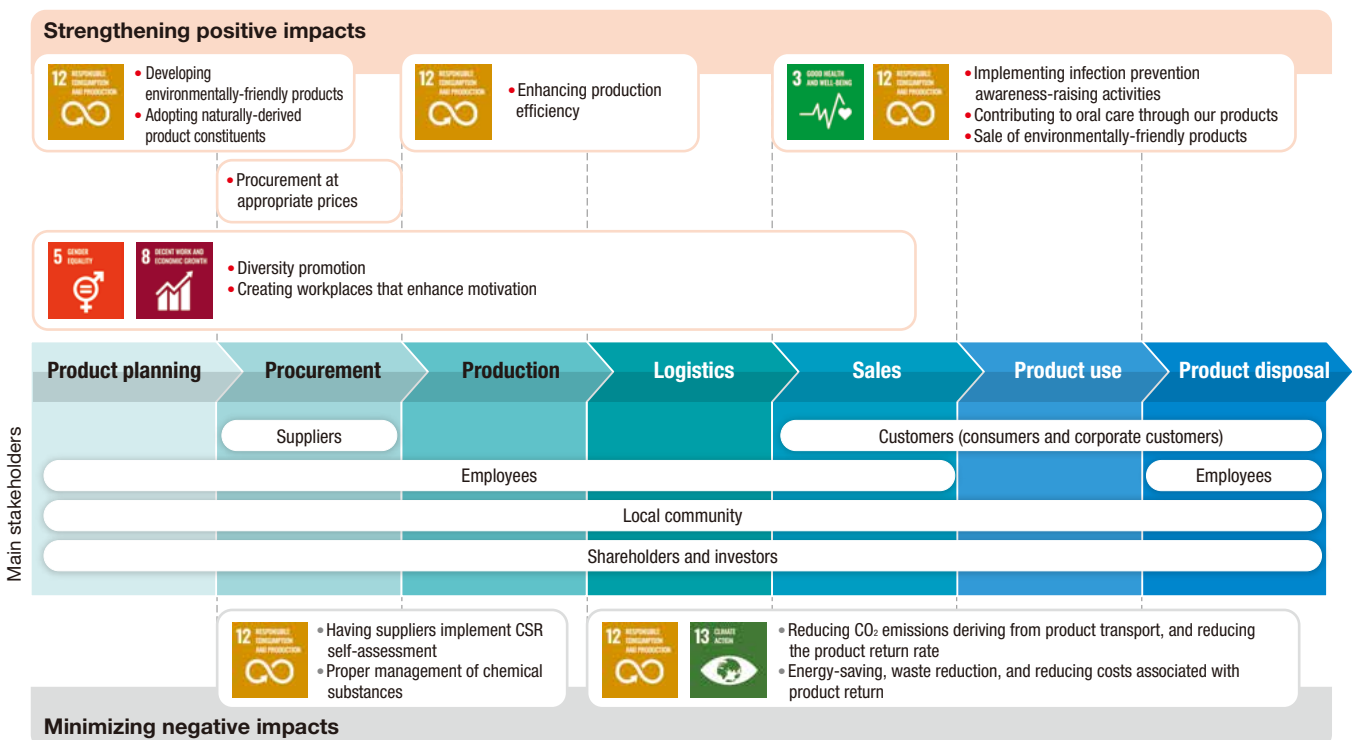 Strengthening positive impacts
12 RESPONSIBLE
CONSUMPTION
AND PRODUCTION
• Developing
environmentally-friendly products
• Adopting naturally-derived
product constituents
12 RESPONSIBLE
CONSUMPTION
AND PRODUCTION
• Enhancing production
efficiency
3 GOOD HEALTH
AND WELL-BEING
12 RESPONSIBLE
CONSUMPTION
AND PRODUCTION
• Implementing infection prevention
awareness-raising activities
• Contributing to oral care through our products
• Sale of environmentally-friendly products
• Procurement at
appropriate prices
5 GENDER
EQUALITY
8 DECENT WORK AND
ECONOMIC GROWTH
• Diversity promotion
• Creating workplaces that enhance motivation
Product planning
Procurement
Production
Logistics
Sales
Product use
Product disposal
Main stakeholders
Suppliers
Customers (consumers and corporate customers)
Employees
Employees
Local community
Shareholders and investors
12 RESPONSIBLE
CONSUMPTION
AND PRODUCTION
• Having suppliers implement CSR
self-assessment
• Proper management of chemical
substances
12 RESPONSIBLE
CONSUMPTION
AND PRODUCTION
13 CLIMATE
ACTION
• Reducing CO₂ emissions deriving from product transport, and reducing
the product return rate
• Energy-saving, waste reduction, and reducing costs associated with
product return
Minimizing negative impacts